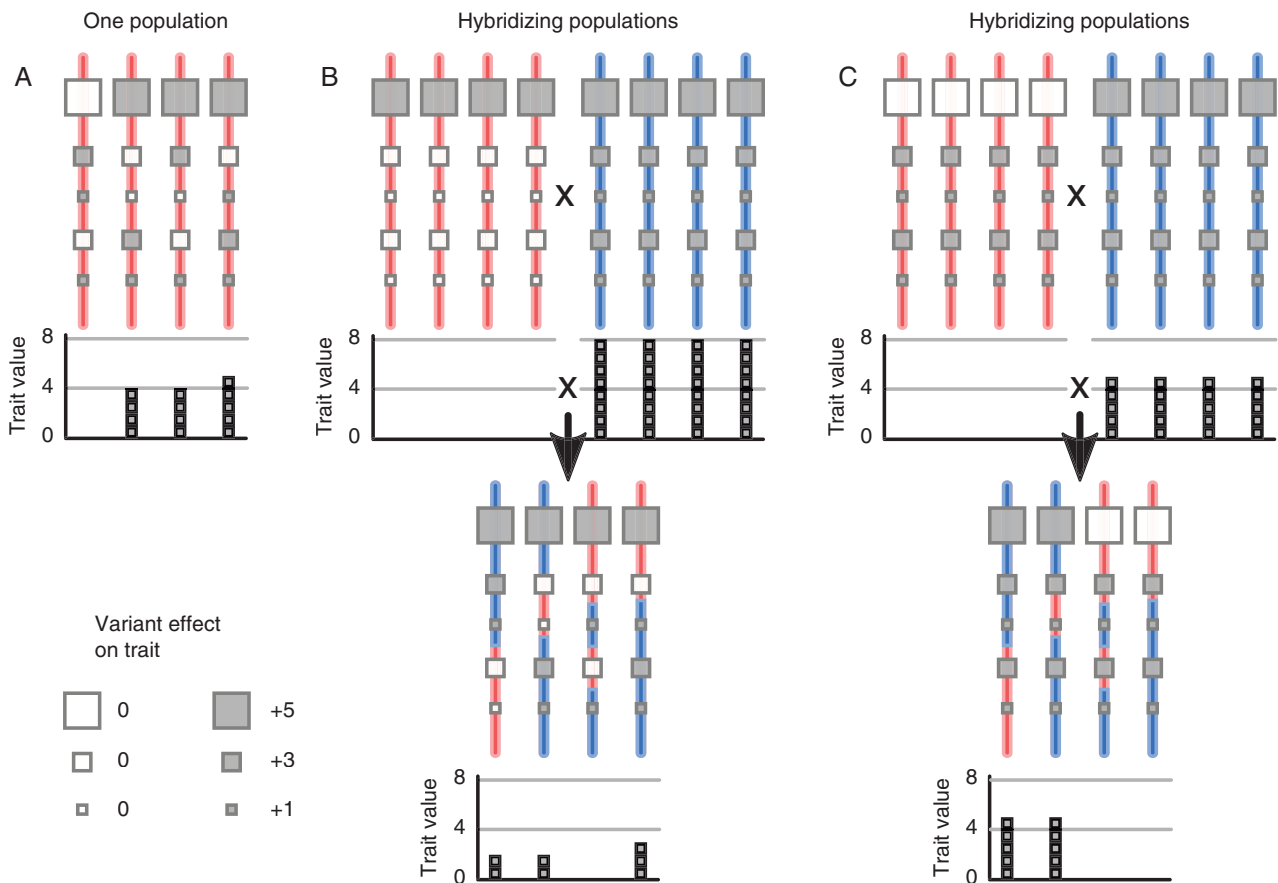 One population
Hybridizing populations
Hybridizing populations
A
B
C
X
X
Trait value
8
4
0
Trait value
8
4
0
X
Trait value
8
4
0
X
Variant effect
on trait
0
+5
0
+3
0
+1
Trait value
8
4
0
Trait value
8
4
0